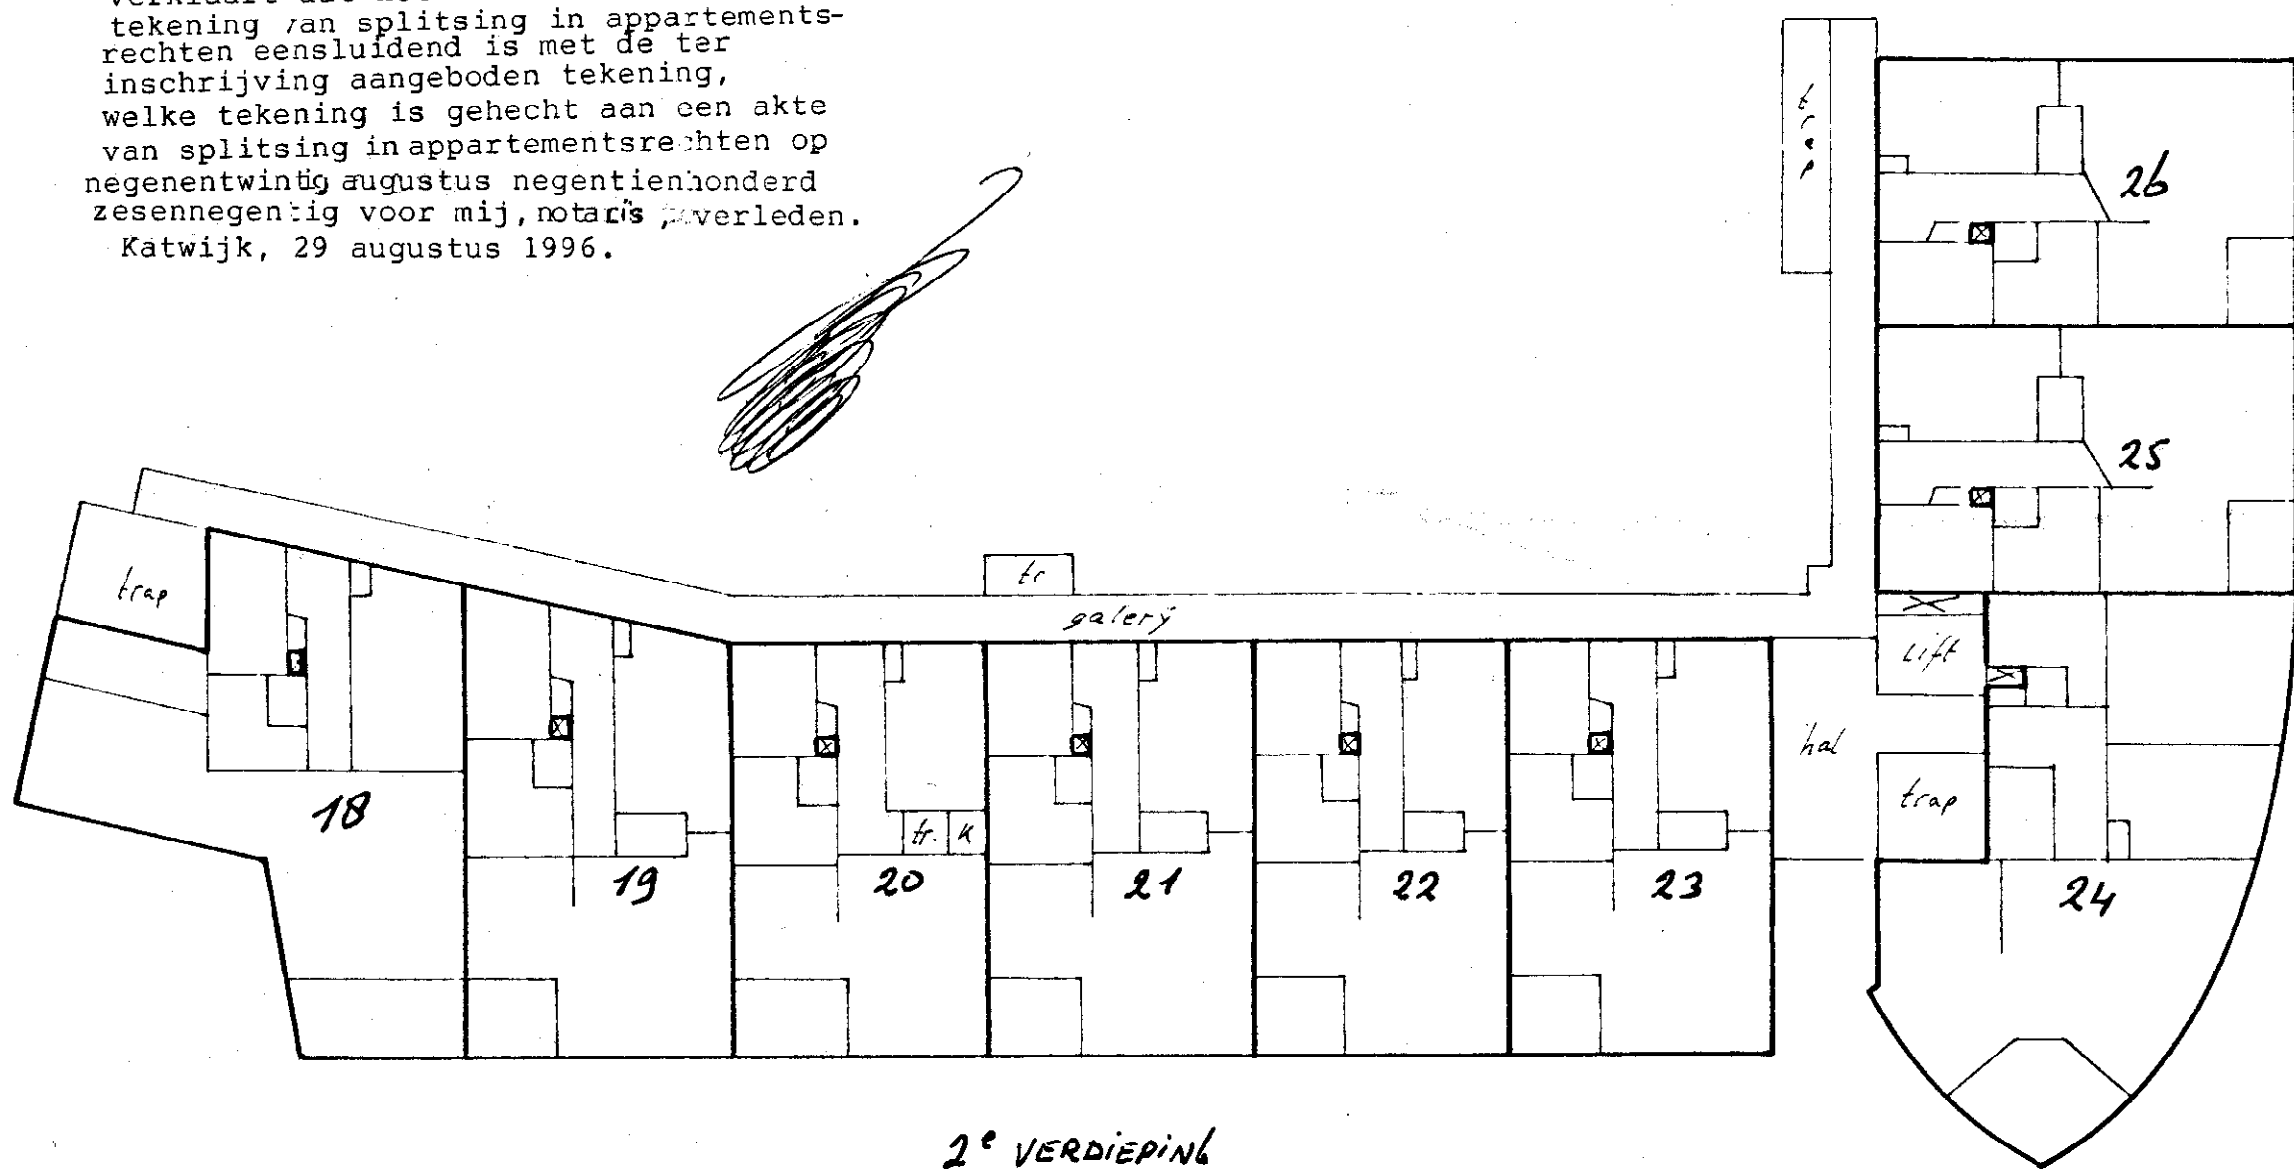 tekening van splitsing in appartements-
rechten eensluidend is met de ter
inschrijving aangeboden tekening,
welke tekening is gehecht aan een akte
van splitsing in appartementsrechten op
negenentwintig augustus negentienhonderd
zesennegentig voor mij, notaris, verleden.
Katwijk, 29 augustus 1996.
trap
26
25
trap
tr
galerij
Lift
hal
trap
18
19
tr.
K
20
21
22
23
24
2e VERDIEPING